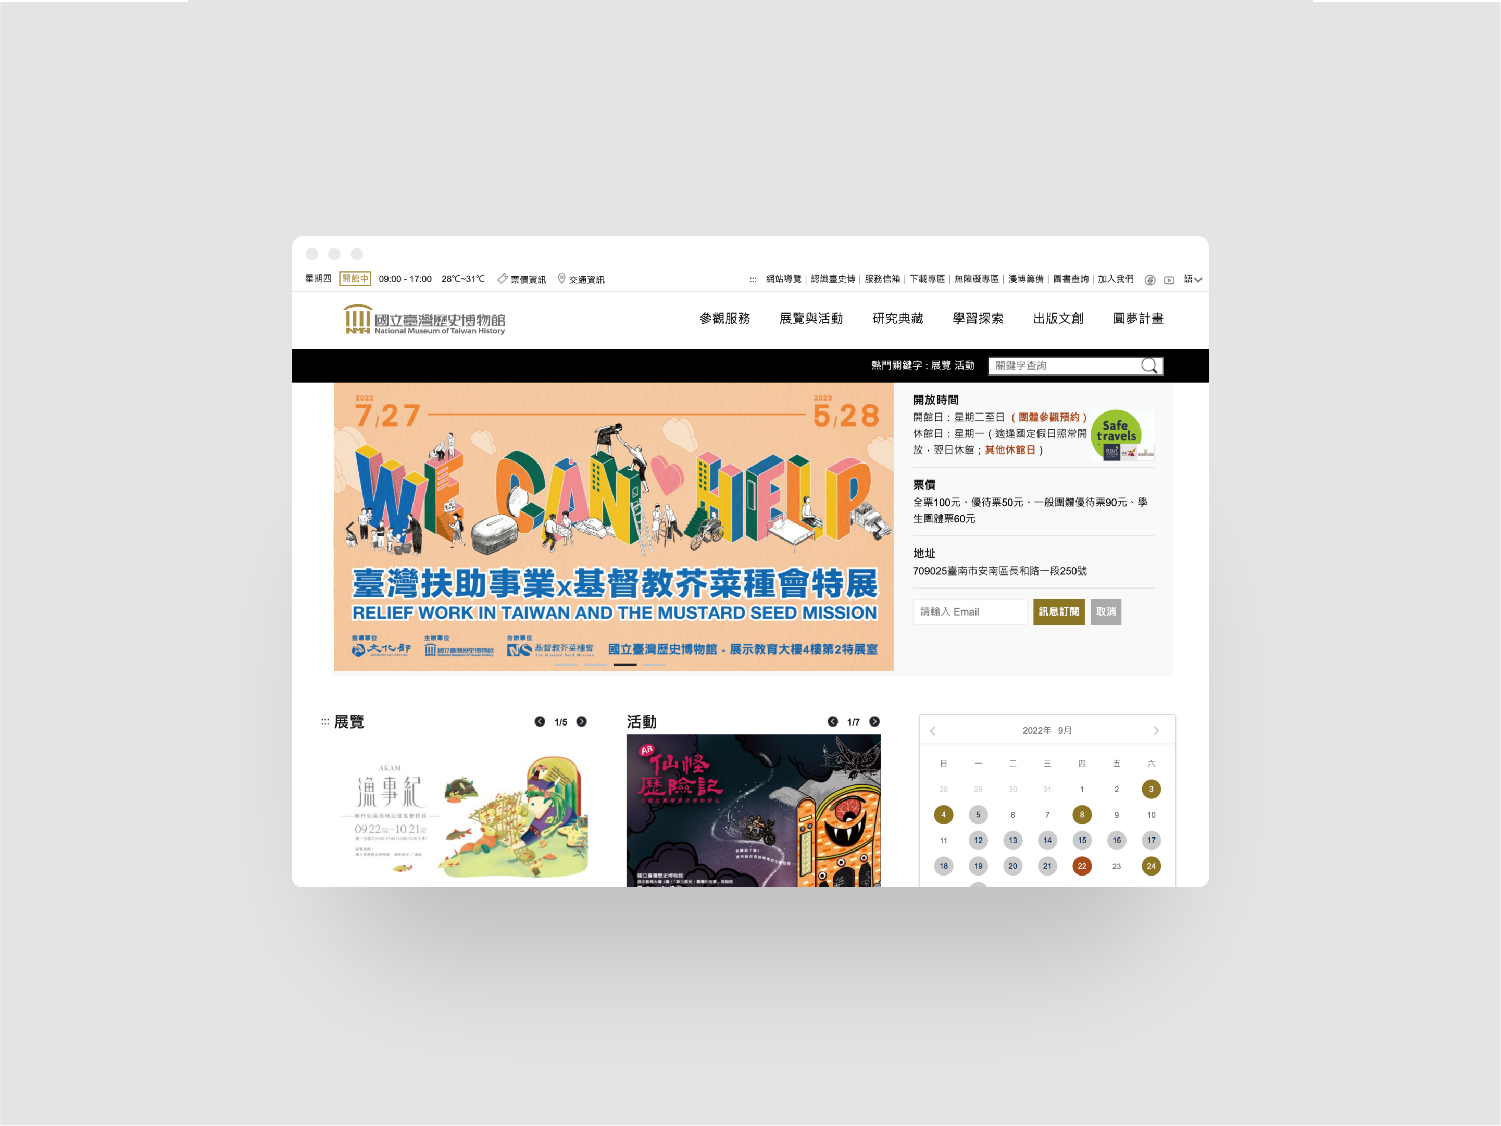 星期四 開館中 09:00 - 17:00 28℃~31℃ 票價資訊 交通資訊
::: 網站導覽 | 認識臺史博 | 服務信箱 | 下載專區 | 無障礙專區 | 漫博籌備 | 圖書查詢 | 加入我們 語
國立臺灣歷史博物館
NMTH National Museum of Taiwan History
參觀服務 展覽與活動 研究典藏 學習探索 出版文創 圓夢計畫
熱門關鍵字 : 展覽 活動 關鍵字查詢
2022 2023
7/27 5/28
WE CAN HELP
臺灣扶助事業x基督教芥菜種會特展
RELIEF WORK IN TAIWAN AND THE MUSTARD SEED MISSION
指導單位 主辦單位 合辦單位
文化部 國立臺灣歷史博物館 基督教芥菜種會 國立臺灣歷史博物館 - 展示教育大樓4樓第2特展室
The Mustard Seed Mission
開放時間
開館日：星期二至日（團體參觀預約）
休館日：星期一（適逢國定假日照常開
放，翌日休館；其他休館日）
Safe
travels
票價
全票100元、優待票50元、一般團體優待票90元、學
生團體票60元
地址
709025臺南市安南區長和路一段250號
請輸入 Email 訊息訂閱 取消
::: 展覽 1/5
AKAM
漁事紀
09.22 10.21
活動 1/7
AR
仙怪
歷險記
國立臺灣歷史博物館
2022年 9月
日 一 二 三 四 五 六
28 29 30 31 1 2 3
4 5 6 7 8 9 10
11 12 13 14 15 16 17
18 19 20 21 22 23 24